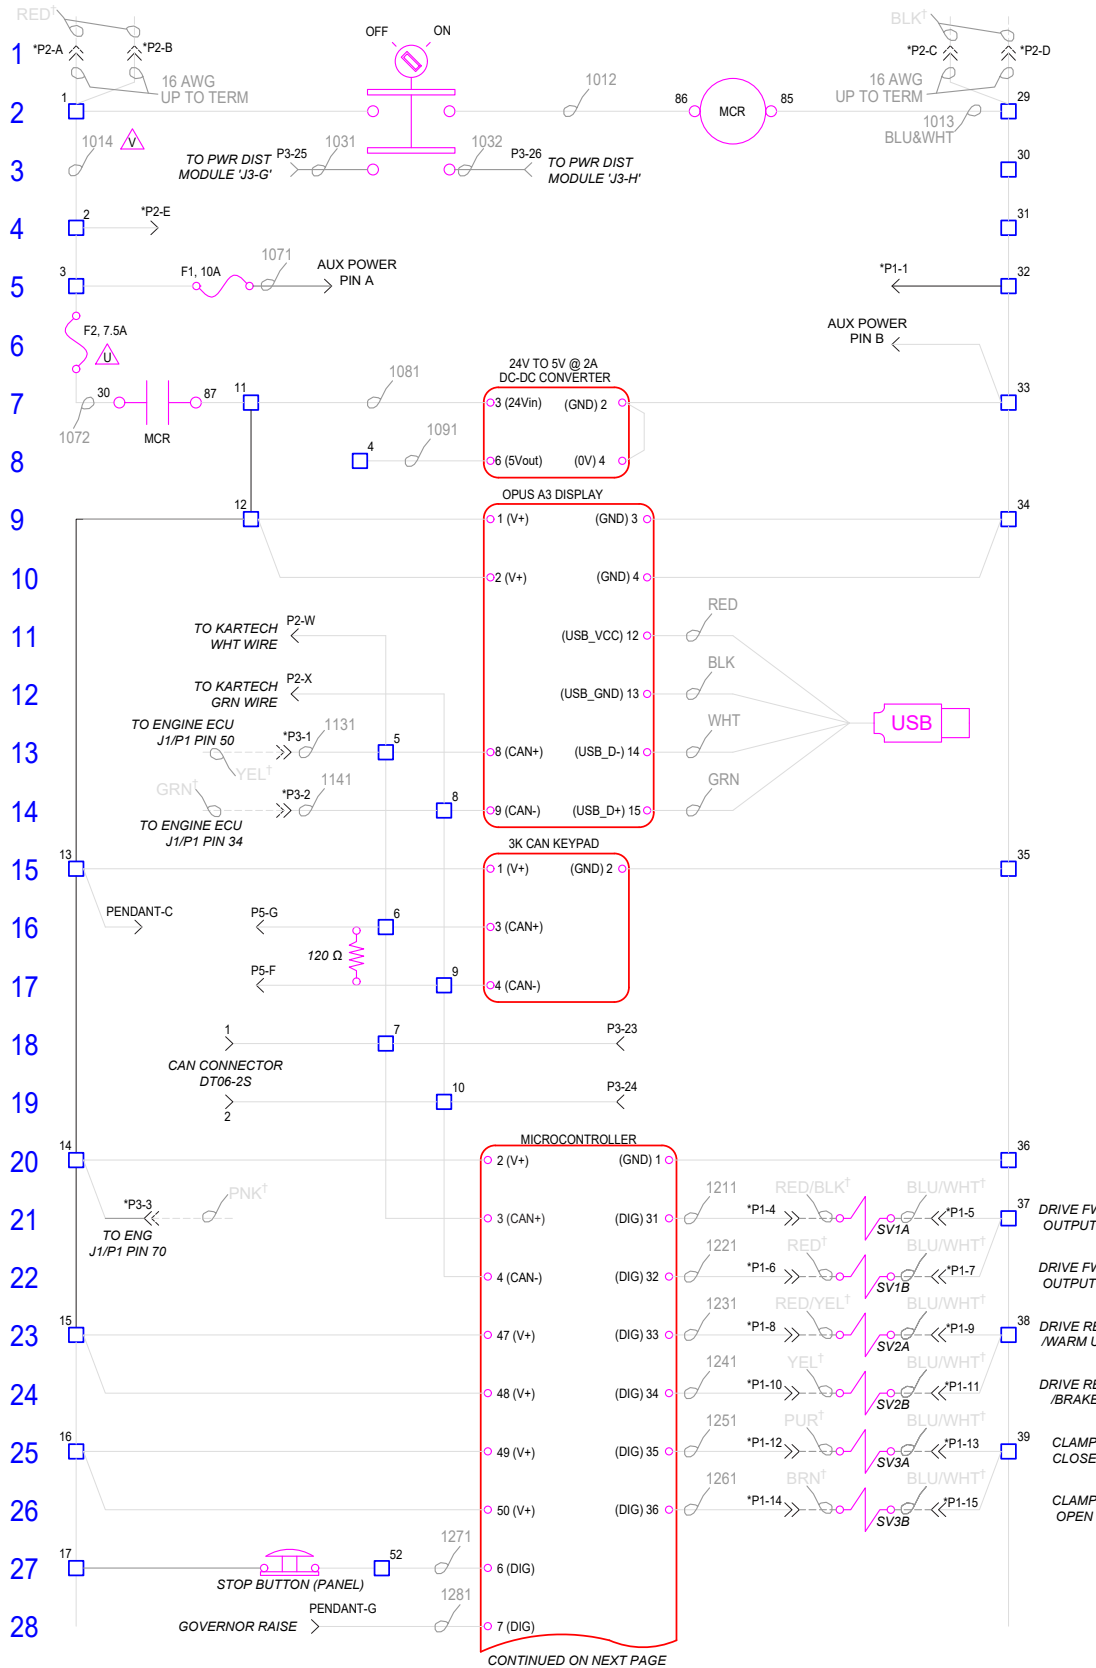 RED†
BLK†
OFF
ON
1
*P2-A
*P2-B
*P2-C
*P2-D
16 AWG
UP TO TERM
16 AWG
UP TO TERM
2
1
1012
86
MCR
85
29
1013
BLU&WHT
1014
V
3
TO PWR DIST
MODULE 'J3-G'
P3-25
1031
1032
P3-26
TO PWR DIST
MODULE 'J3-H'
30
4
2
*P2-E
31
5
3
F1, 10A
1071
AUX POWER
PIN A
*P1-1
32
6
F2, 7.5A
U
AUX POWER
PIN B
24V TO 5V @ 2A
DC-DC CONVERTER
7
1072
30
87
MCR
11
1081
3 (24Vin)
(GND) 2
33
8
4
1091
6 (5Vout)
(0V) 4
OPUS A3 DISPLAY
9
12
1 (V+)
(GND) 3
34
10
2 (V+)
(GND) 4
11
TO KARTECH
WHT WIRE
P2-W
(USB_VCC) 12
RED
12
TO KARTECH
GRN WIRE
P2-X
(USB_GND) 13
BLK
USB
13
TO ENGINE ECU
J1/P1 PIN 50
YEL†
*P3-1
1131
5
8 (CAN+)
(USB_D-) 14
WHT
14
GRN†
TO ENGINE ECU
J1/P1 PIN 34
*P3-2
1141
8
9 (CAN-)
(USB_D+) 15
GRN
3K CAN KEYPAD
15
13
1 (V+)
(GND) 2
35
16
PENDANT-C
P5-G
6
3 (CAN+)
120 Ω
17
P5-F
9
4 (CAN-)
18
1
7
P3-23
CAN CONNECTOR
DT06-2S
19
2
10
P3-24
MICROCONTROLLER
20
14
2 (V+)
(GND) 1
36
21
*P3-3
PNK†
TO ENG
J1/P1 PIN 70
3 (CAN+)
(DIG) 31
1211
*P1-4
RED/BLK†
SV1A
BLU/WHT†
*P1-5
37
DRIVE FW
OUTPUT
22
4 (CAN-)
(DIG) 32
1221
*P1-6
RED†
SV1B
BLU/WHT†
*P1-7
DRIVE FW
OUTPUT
23
15
47 (V+)
(DIG) 33
1231
*P1-8
RED/YEL†
SV2A
BLU/WHT†
*P1-9
38
DRIVE RE
/WARM U
24
48 (V+)
(DIG) 34
1241
*P1-10
YEL†
SV2B
BLU/WHT†
*P1-11
DRIVE RE
/BRAKE
25
16
49 (V+)
(DIG) 35
1251
*P1-12
PUR†
SV3A
BLU/WHT†
*P1-13
39
CLAMP
CLOSE
26
50 (V+)
(DIG) 36
1261
*P1-14
BRN†
SV3B
BLU/WHT†
*P1-15
CLAMP
OPEN
27
17
STOP BUTTON (PANEL)
52
1271
6 (DIG)
28
GOVERNOR RAISE
PENDANT-G
1281
7 (DIG)
CONTINUED ON NEXT PAGE